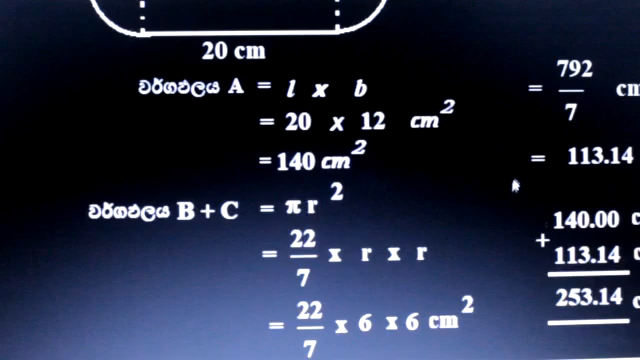 20 cm
වර්ගඵලය A = l x b
= 20 x 12 cm²
= 140 cm²
වර්ගඵලය B + C = π r²
= 22/7 x r x r
= 22/7 x 6 x 6 cm²
= 792/7 cm
= 113.14
140.00 c
+ 113.14 c
253.14 c